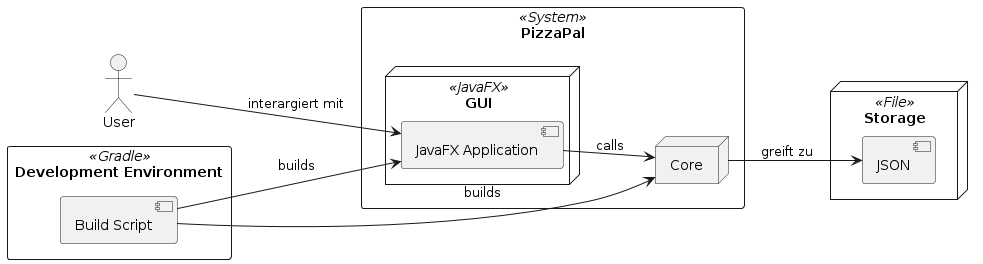 «System»
PizzaPal
«JavaFX»
GUI
«File»
Storage
interargiert mit
User
JavaFX Application
calls
Core
greift zu
JSON
«Gradle»
Development Environment
builds
builds
Build Script